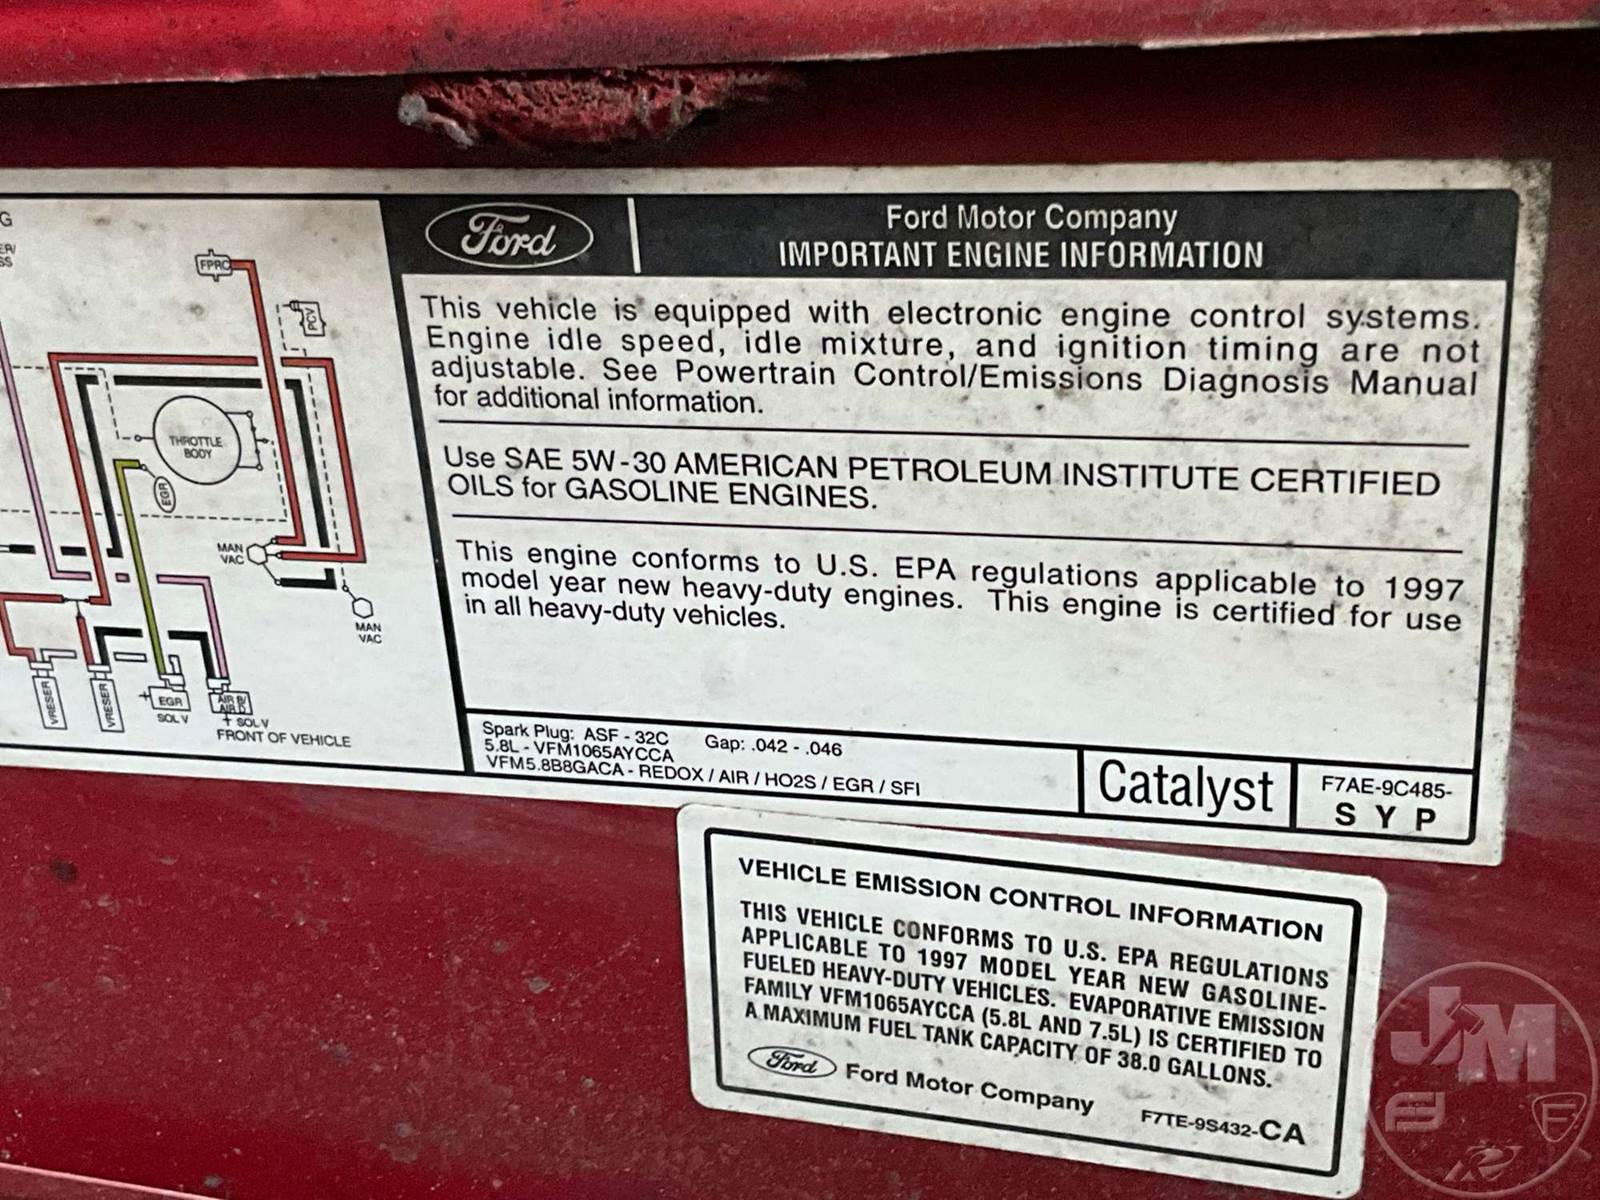 G
ER/
SS
FPRC
PCV
THROTTLE
BODY
EGR
MAN
VAC
MAN
VAC
VRESER
VRESER
EGR
SOL V
AIR B/
AIR D
SOL V
FRONT OF VEHICLE
Ford
Ford Motor Company
IMPORTANT ENGINE INFORMATION
This vehicle is equipped with electronic engine control systems.
Engine idle speed, idle mixture, and ignition timing are not
adjustable. See Powertrain Control/Emissions Diagnosis Manual
for additional information.
Use SAE 5W-30 AMERICAN PETROLEUM INSTITUTE CERTIFIED
OILS for GASOLINE ENGINES.
This engine conforms to U.S. EPA regulations applicable to 1997
model year new heavy-duty engines. This engine is certified for use
in all heavy-duty vehicles.
Spark Plug: ASF - 32C Gap: .042 - .046
5.8L - VFM1065AYCCA
VFM5.8B8GACA - REDOX / AIR / HO2S / EGR / SFI
Catalyst
F7AE-9C485-
S Y P
VEHICLE EMISSION CONTROL INFORMATION
THIS VEHICLE CONFORMS TO U.S. EPA REGULATIONS
APPLICABLE TO 1997 MODEL YEAR NEW GASOLINE-
FUELED HEAVY-DUTY VEHICLES. EVAPORATIVE EMISSION
FAMILY VFM1065AYCCA (5.8L AND 7.5L) IS CERTIFIED TO
A MAXIMUM FUEL TANK CAPACITY OF 38.0 GALLONS.
Ford Ford Motor Company
F7TE-9S432-CA
JM